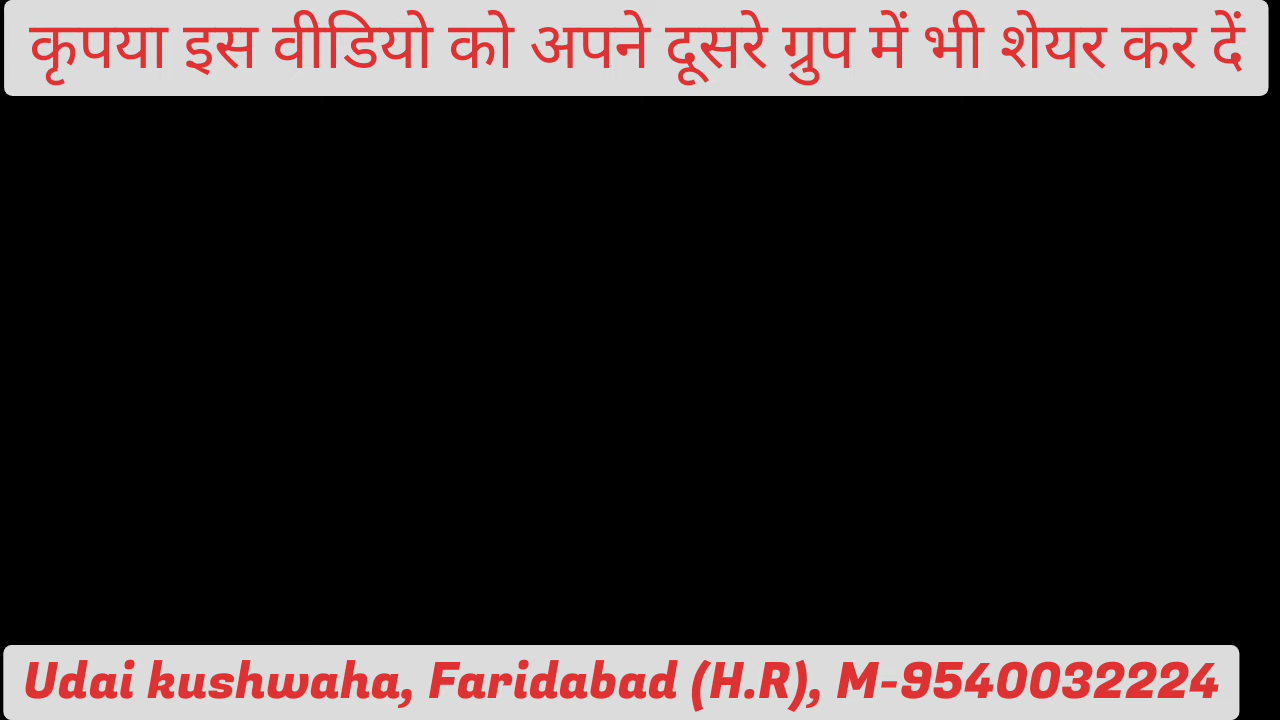 कृपया इस वीडियो को अपने दूसरे ग्रुप में भी शेयर कर दें
Udai kushwaha, Faridabad (H.R), M-9540032224